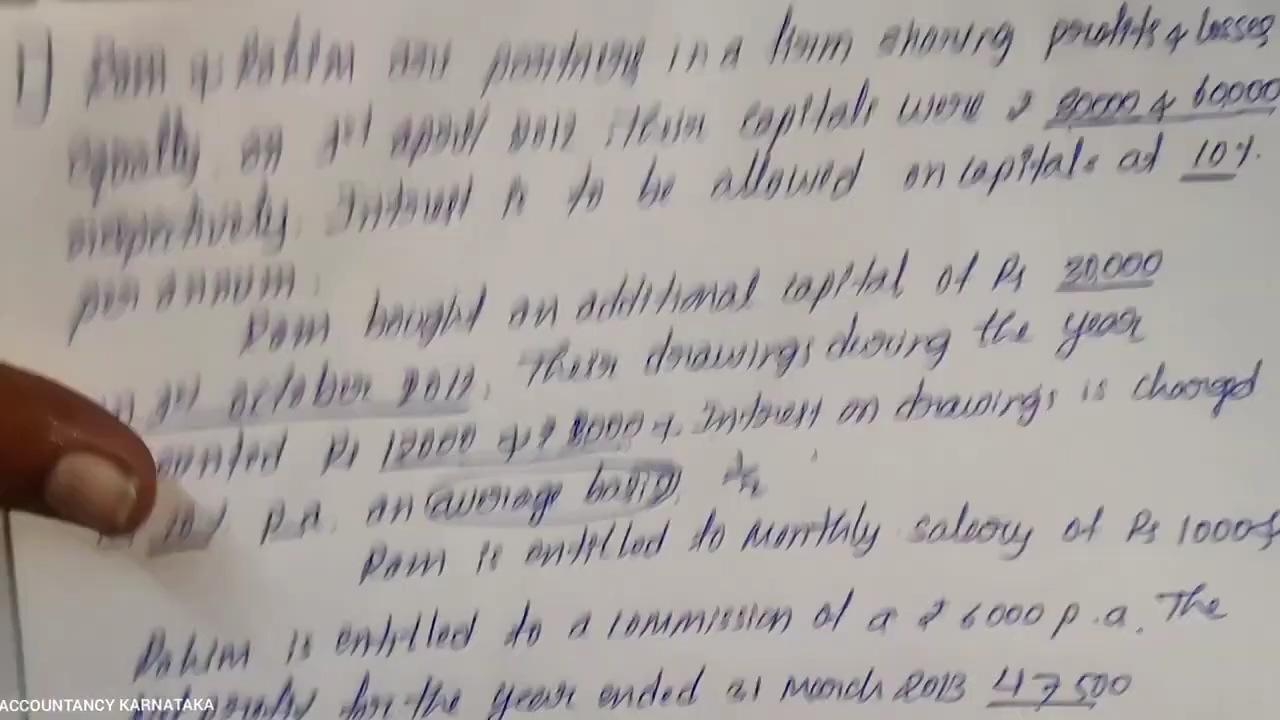 1) Ram & Rahim are partners in a firm sharing profits & losses
equally. on 1st april 2012 their capitals were ₹ 80000 & 60,000
respectively. Interest is to be allowed on capitals at 10%.
per annum.
Ram bought an additional capital of Rs 20,000
1st october 2012. Their drawings during the year
Rs 12000 & ₹ 8000 Interest on drawings is charged
10% p.a. on average basis.
Ram is entitled to monthly salary of Rs 1000 &
Rahim is entitled to a commission of a ₹ 6000 p.a. The
for the year ended 31 march 2013 47500
ACCOUNTANCY KARNATAKA